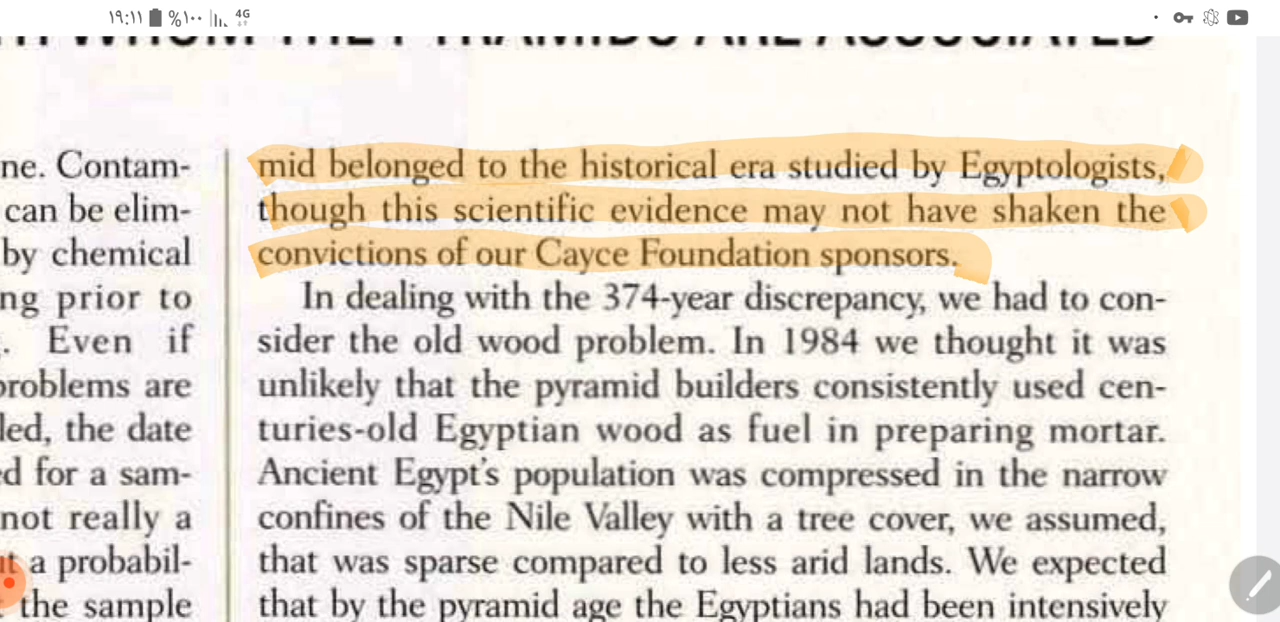 ١٩:١١ %١٠٠ 4G
ne. Contam-
can be elim-
by chemical
ng prior to
. Even if
problems are
led, the date
ed for a sam-
not really a
a probabil-
the sample
mid belonged to the historical era studied by Egyptologists,
though this scientific evidence may not have shaken the
convictions of our Cayce Foundation sponsors.
In dealing with the 374-year discrepancy, we had to con-
sider the old wood problem. In 1984 we thought it was
unlikely that the pyramid builders consistently used cen-
turies-old Egyptian wood as fuel in preparing mortar.
Ancient Egypt's population was compressed in the narrow
confines of the Nile Valley with a tree cover, we assumed,
that was sparse compared to less arid lands. We expected
that by the pyramid age the Egyptians had been intensively